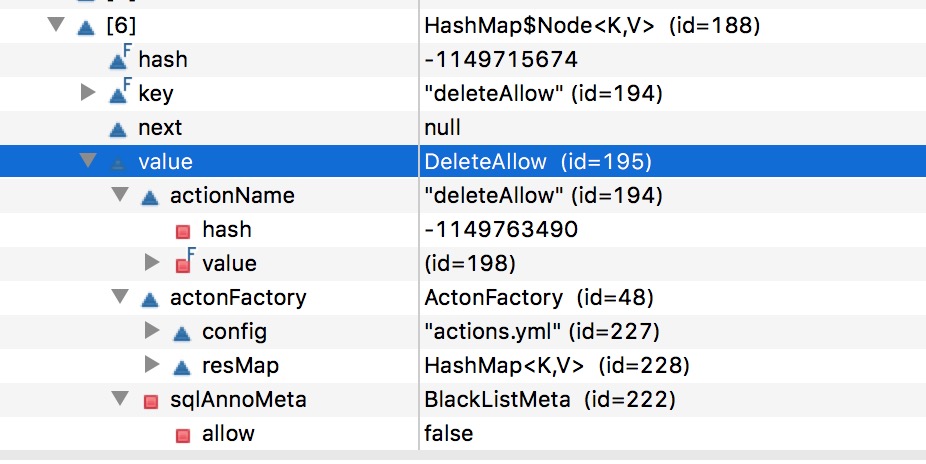 [6] HashMap$Node<K,V> (id=188)
F hash -1149715674
F key "deleteAllow" (id=194)
next null
value DeleteAllow (id=195)
actionName "deleteAllow" (id=194)
hash -1149763490
F value (id=198)
actonFactory ActonFactory (id=48)
config "actions.yml" (id=227)
resMap HashMap<K,V> (id=228)
sqlAnnoMeta BlackListMeta (id=222)
allow false